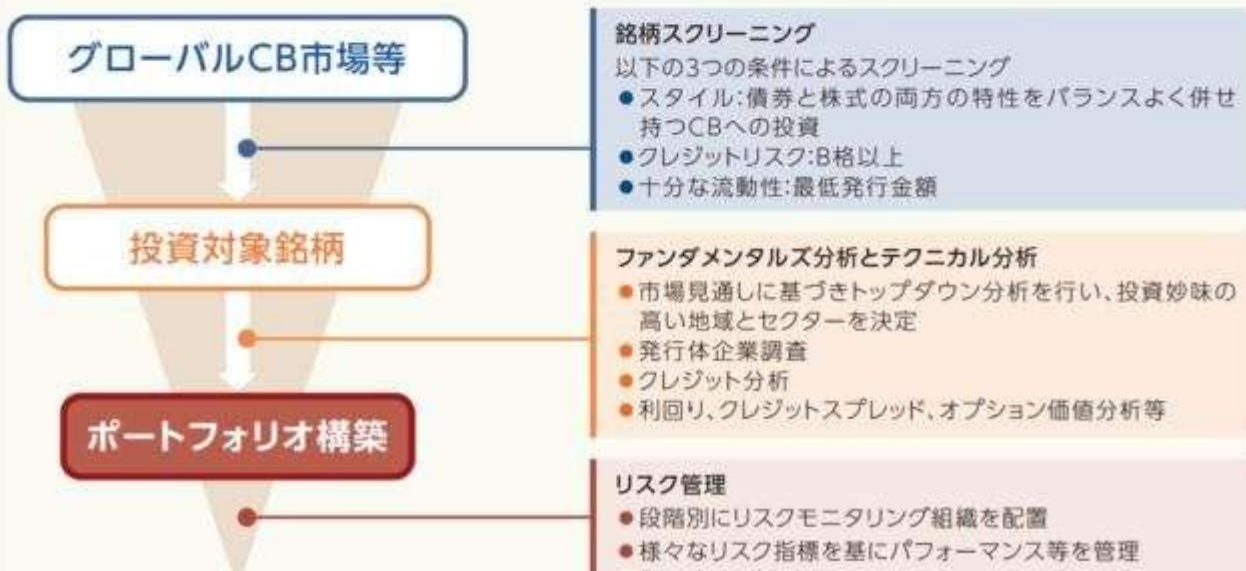 グローバルCB市場等
銘柄スクリーニング
以下の3つの条件によるスクリーニング
●スタイル:債券と株式の両方の特性をバランスよく併せ
持つCBへの投資
●クレジットリスク:B格以上
●十分な流動性:最低発行金額
投資対象銘柄
ファンダメンタルズ分析とテクニカル分析
●市場見通しに基づきトップダウン分析を行い、投資妙味の
高い地域とセクターを決定
●発行体企業調査
●クレジット分析
●利回り、クレジットスプレッド、オプション価値分析等
ポートフォリオ構築
リスク管理
●段階別にリスクモニタリング組織を配置
●様々なリスク指標を基にパフォーマンス等を管理